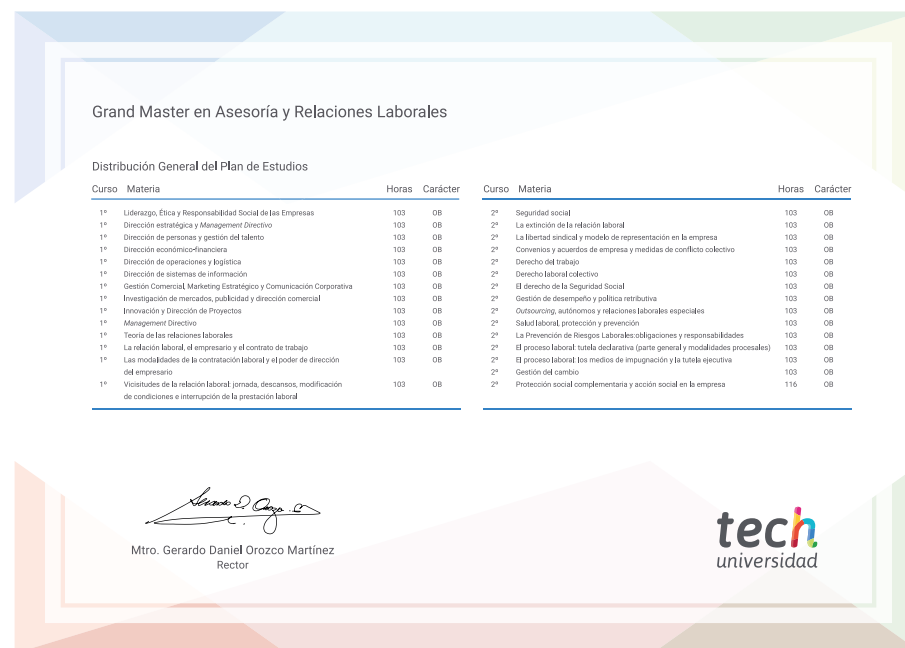 Grand Master en Asesoría y Relaciones Laborales
Distribución General del Plan de Estudios
Curso Materia Horas Carácter
1º Liderazgo, Ética y Responsabilidad Social de las Empresas 103 OB
1º Dirección estratégica y Management Directivo 103 OB
1º Dirección de personas y gestión del talento 103 OB
1º Dirección económico-financiera 103 OB
1º Dirección de operaciones y logística 103 OB
1º Dirección de sistemas de información 103 OB
1º Gestión Comercial, Marketing Estratégico y Comunicación Corporativa 103 OB
1º Investigación de mercados, publicidad y dirección comercial 103 OB
1º Innovación y Dirección de Proyectos 103 OB
1º Management Directivo 103 OB
1º Teoría de las relaciones laborales 103 OB
1º La relación laboral, el empresario y el contrato de trabajo 103 OB
1º Las modalidades de la contratación laboral y el poder de dirección 103 OB
del empresario
1º Vicisitudes de la relación laboral: jornada, descansos, modificación 103 OB
de condiciones e interrupción de la prestación laboral
Curso Materia Horas Carácter
2º Seguridad social 103 OB
2º La extinción de la relación laboral 103 OB
2º La libertad sindical y modelo de representación en la empresa 103 OB
2º Convenios y acuerdos de empresa y medidas de conflicto colectivo 103 OB
2º Derecho del trabajo 103 OB
2º Derecho laboral colectivo 103 OB
2º El derecho de la Seguridad Social 103 OB
2º Gestión de desempeño y política retributiva 103 OB
2º Outsourcing, autónomos y relaciones laborales especiales 103 OB
2º Salud laboral, protección y prevención 103 OB
2º La Prevención de Riesgos Laborales:obligaciones y responsabilidades 103 OB
2º El proceso laboral: tutela declarativa (parte general y modalidades procesales) 103 OB
2º El proceso laboral: los medios de impugnación y la tutela ejecutiva 103 OB
2º Gestión del cambio 103 OB
2º Protección social complementaria y acción social en la empresa 116 OB
Mtro. Gerardo Daniel Orozco Martínez
Rector
tech
universidad